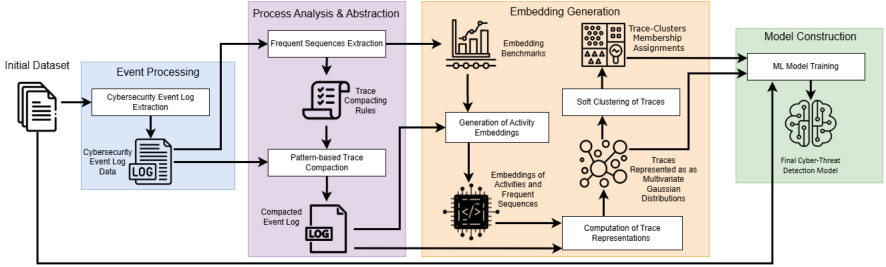 Process Analysis & Abstraction
Embedding Generation
Frequent Sequences Extraction
Embedding
Benchmarks
Trace-Clusters
Membership
Assignments
Model Construction
Initial Dataset
Event Processing
ML Model Training
Cybersecurity Event Log
Extraction
Trace
Compacting
Rules
Soft Clustering of Traces
Generation of Activity
Embeddings
Cybersecurity
Event Log
Data
LOG
Pattern-based Trace
Compaction
Final Cyber-Threat
Detection Model
Traces
Represented as as
Multivariate
Gaussian
Distributions
Embeddings of
Activities and
Frequent
Sequences
</>
Compacted
Event Log
LOG
Computation of Trace
Representations